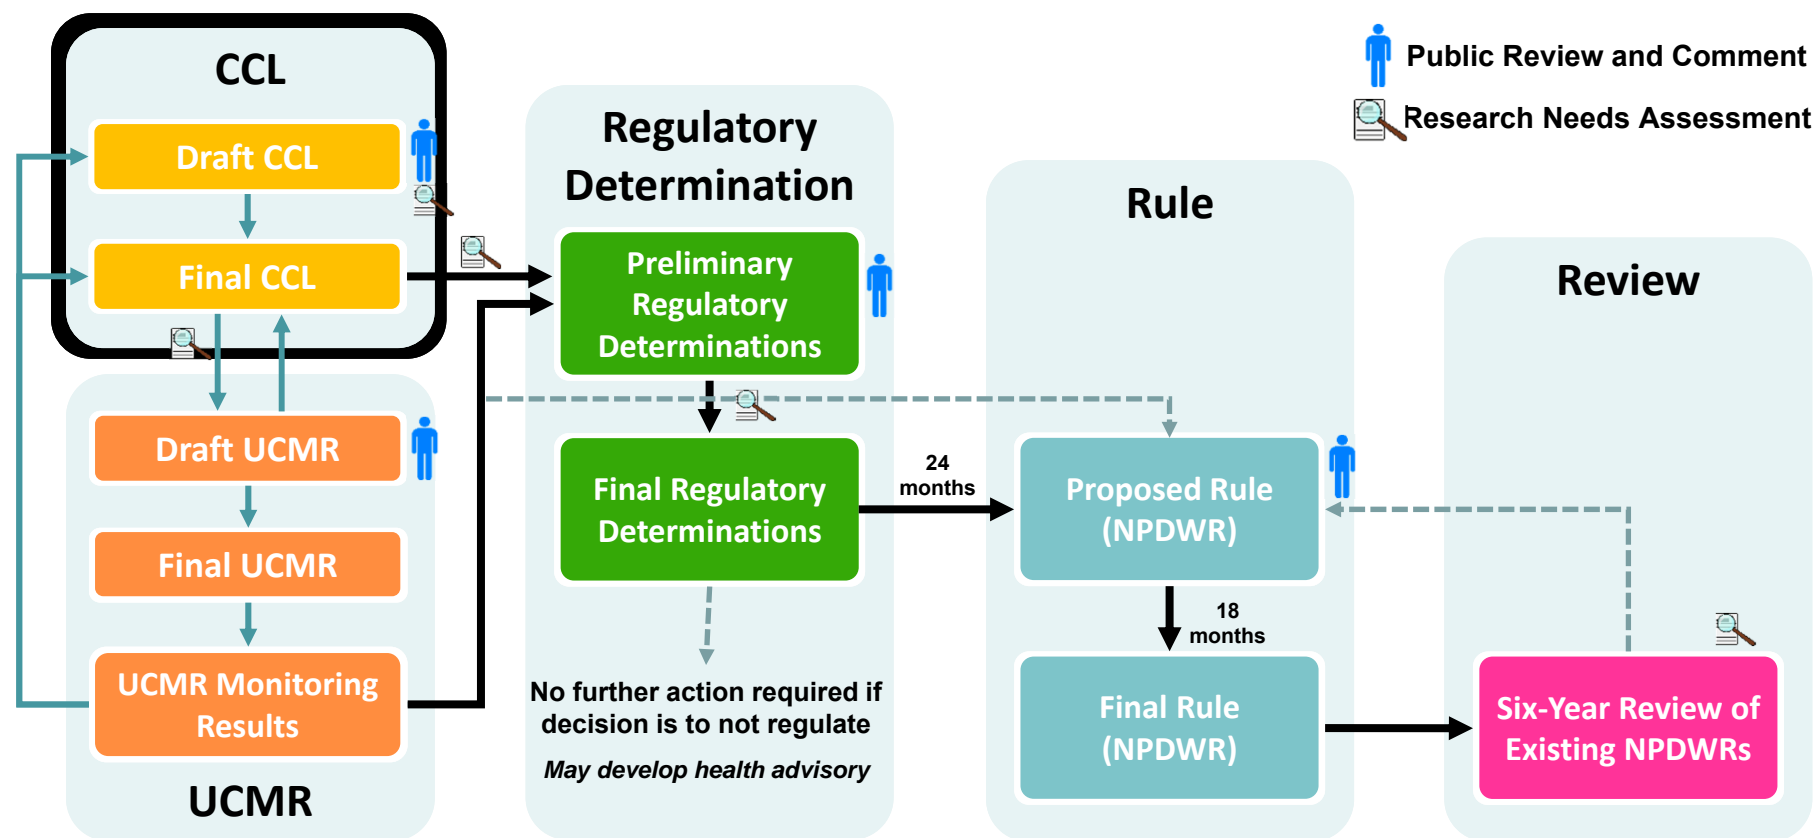 CCL
Draft CCL
Final CCL
Draft UCMR
Final UCMR
UCMR Monitoring
Results
UCMR
Regulatory
Determination
Preliminary
Regulatory
Determinations
Final Regulatory
Determinations
No further action required if
decision is to not regulate
May develop health advisory
24
months
Rule
Proposed Rule
(NPDWR)
18
months
Final Rule
(NPDWR)
Review
Six-Year Review of
Existing NPDWRs
Public Review and Comment
Research Needs Assessment